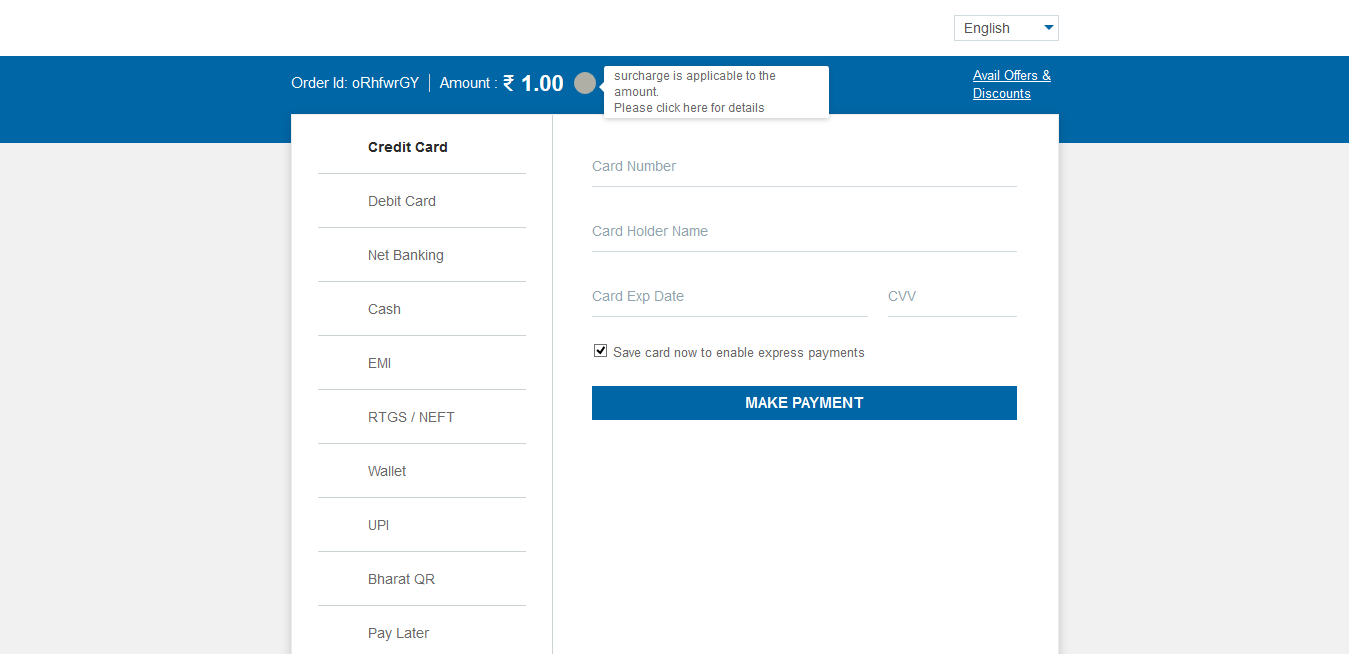 English
Order Id: oRhfwrGY
Amount : ₹ 1.00
surcharge is applicable to the
amount.
Please click here for details
Avail Offers &
Discounts
Credit Card
Debit Card
Net Banking
Cash
EMI
RTGS / NEFT
Wallet
UPI
Bharat QR
Pay Later
Card Number
Card Holder Name
Card Exp Date
CVV
Save card now to enable express payments
MAKE PAYMENT